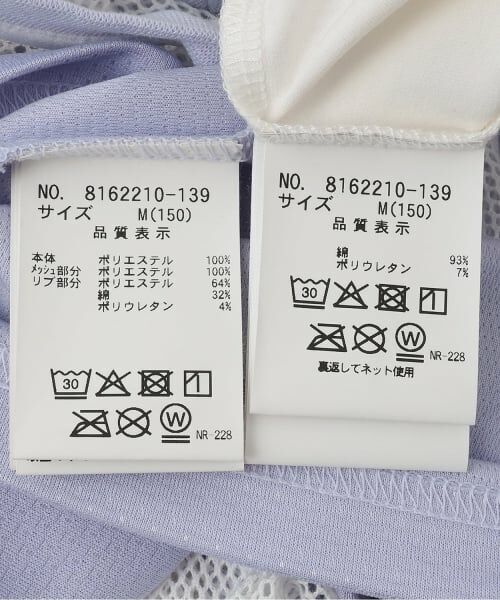 NO. 8162210-139
サイズ M(150)
品質表示
本体 ポリエステル 100%
メッシュ部分 ポリエステル 100%
リブ部分 ポリエステル 64%
綿 32%
ポリウレタン 4%
30
W
NR-228
NO. 8162210-139
サイズ M(150)
品質表示
綿 93%
ポリウレタン 7%
30
W
NR-228
裏返してネット使用